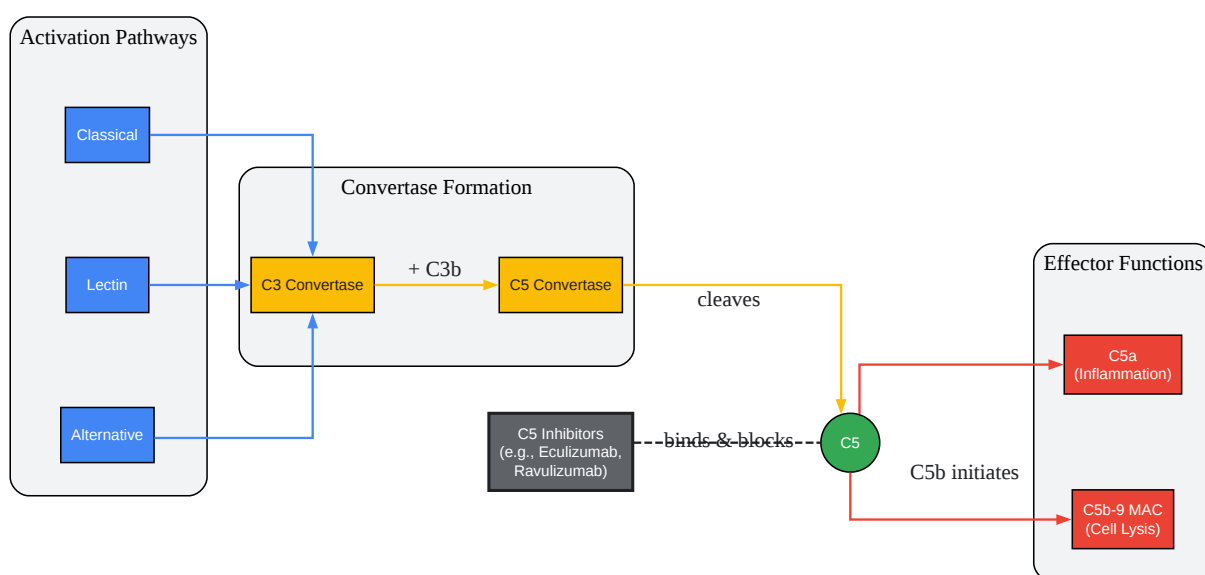 Activation Pathways
Classical
Lectin
Alternative
Convertase Formation
C3 Convertase
+ C3b
C5 Convertase
cleaves
C5 Inhibitors
(e.g., Eculizumab,
Ravulizumab)
binds & blocks
C5
C5b initiates
Effector Functions
C5a
(Inflammation)
C5b-9 MAC
(Cell Lysis)